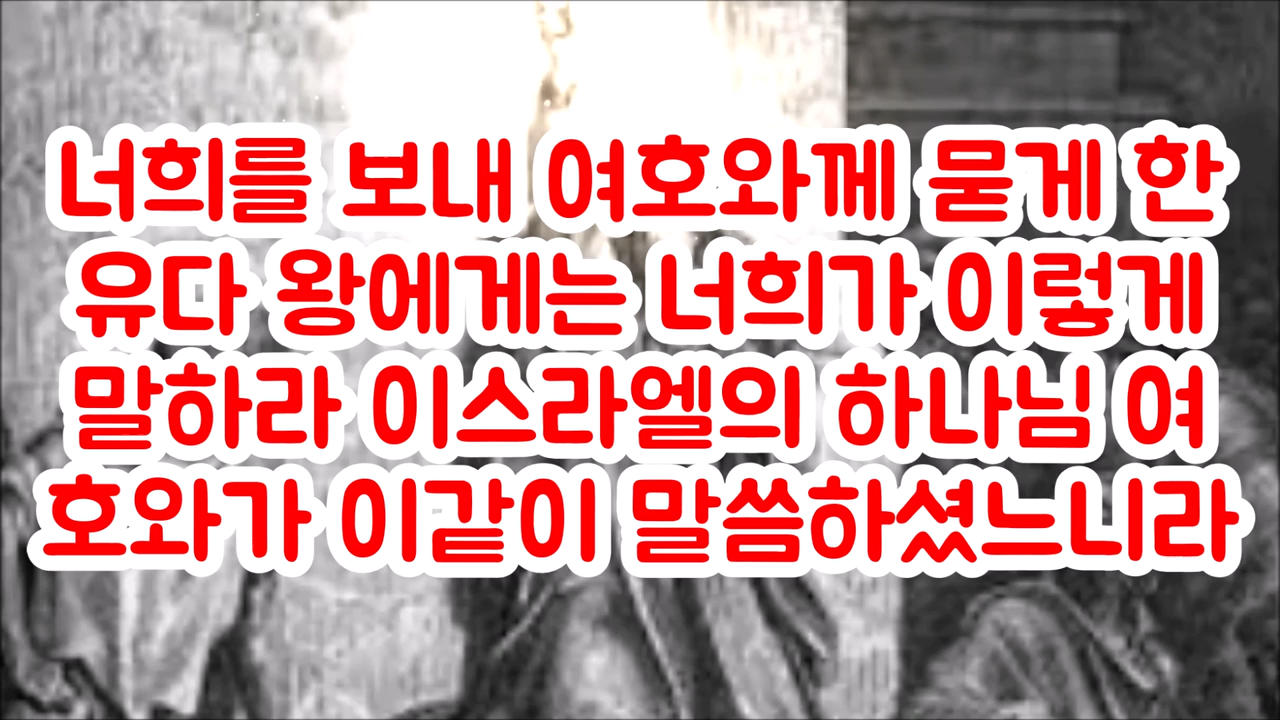 너희를 보내 여호와께 묻게 한
유다 왕에게는 너희가 이렇게
말하라 이스라엘의 하나님 여
호와가 이같이 말씀하셨느니라